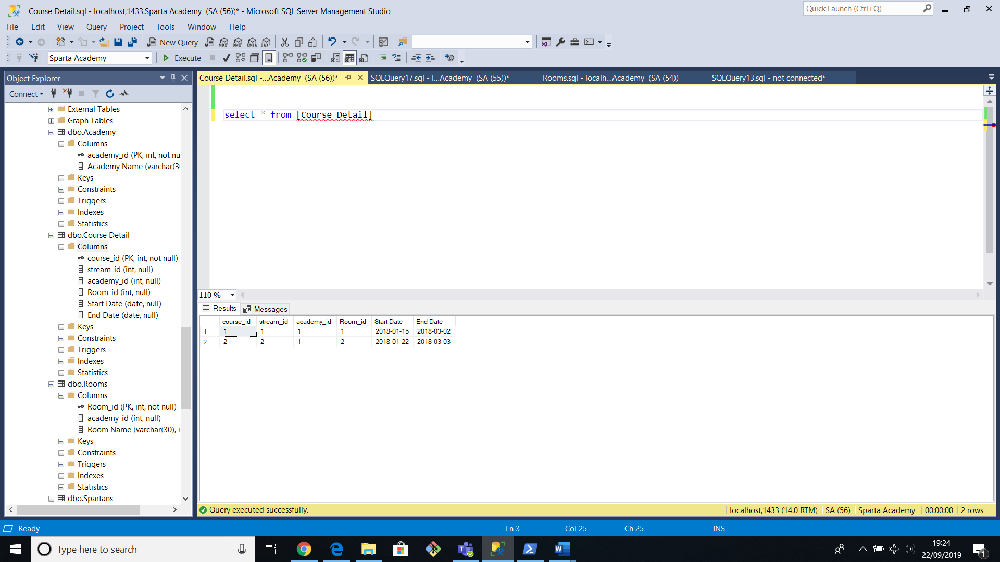 Course Detail.sql - localhost,1433.Sparta Academy (SA (56))* - Microsoft SQL Server Management Studio
Quick Launch (Ctrl+Q)
File Edit View Query Project Tools Window Help
New Query MDX DMX XMLA DAX
Sparta Academy Execute
Object Explorer
Course Detail.sql -...Academy (SA (56))* SQLQuery17.sql - l...Academy (SA (55))* Rooms.sql - localh...Academy (SA (54)) SQLQuery13.sql - not connected*
Connect
External Tables
Graph Tables
dbo.Academy
Columns
academy_id (PK, int, not nu
Academy Name (varchar(30
Keys
Constraints
Triggers
Indexes
Statistics
dbo.Course Detail
Columns
course_id (PK, int, not null)
stream_id (int, null)
academy_id (int, null)
Room_id (int, null)
Start Date (date, null)
End Date (date, null)
Keys
Constraints
Triggers
Indexes
Statistics
dbo.Rooms
Columns
Room_id (PK, int, not null)
academy_id (int, null)
Room Name (varchar(30), r
Keys
Constraints
Triggers
Indexes
Statistics
dbo.Spartans
select * from [Course Detail]
110 %
Results Messages
course_id stream_id academy_id Room_id Start Date End Date
1 1 1 1 1 2018-01-15 2018-03-02
2 2 2 1 2 2018-01-22 2018-03-03
Query executed successfully. localhost,1433 (14.0 RTM) SA (56) Sparta Academy 00:00:00 2 rows
Ready Ln 3 Col 25 Ch 25 INS
Type here to search
19:24
22/09/2019
1